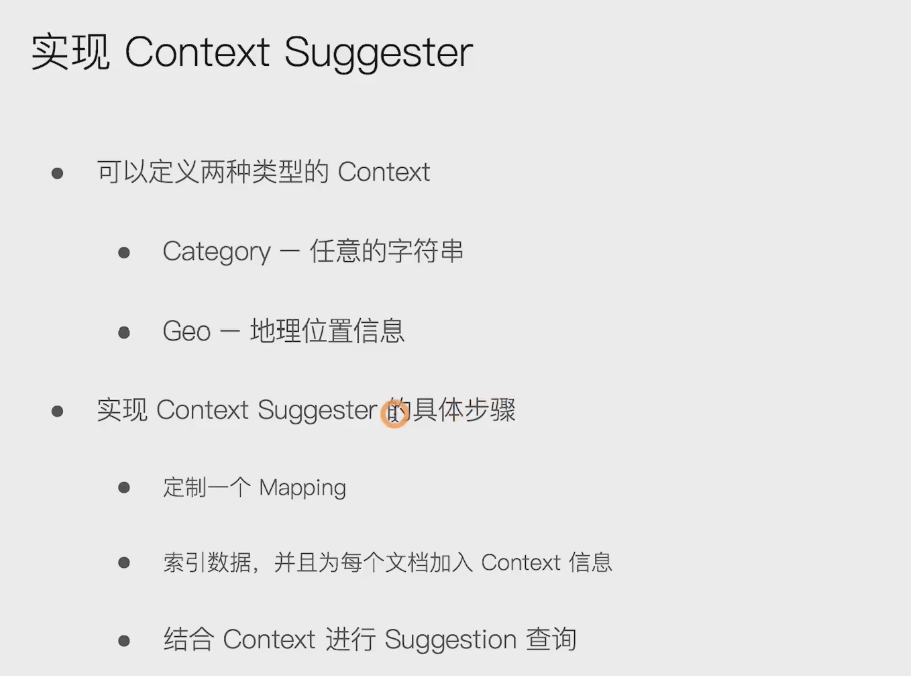 实现 Context Suggester
可以定义两种类型的 Context
Category – 任意的字符串
Geo – 地理位置信息
实现 Context Suggester 的具体步骤
定制一个 Mapping
索引数据，并且为每个文档加入 Context 信息
结合 Context 进行 Suggestion 查询